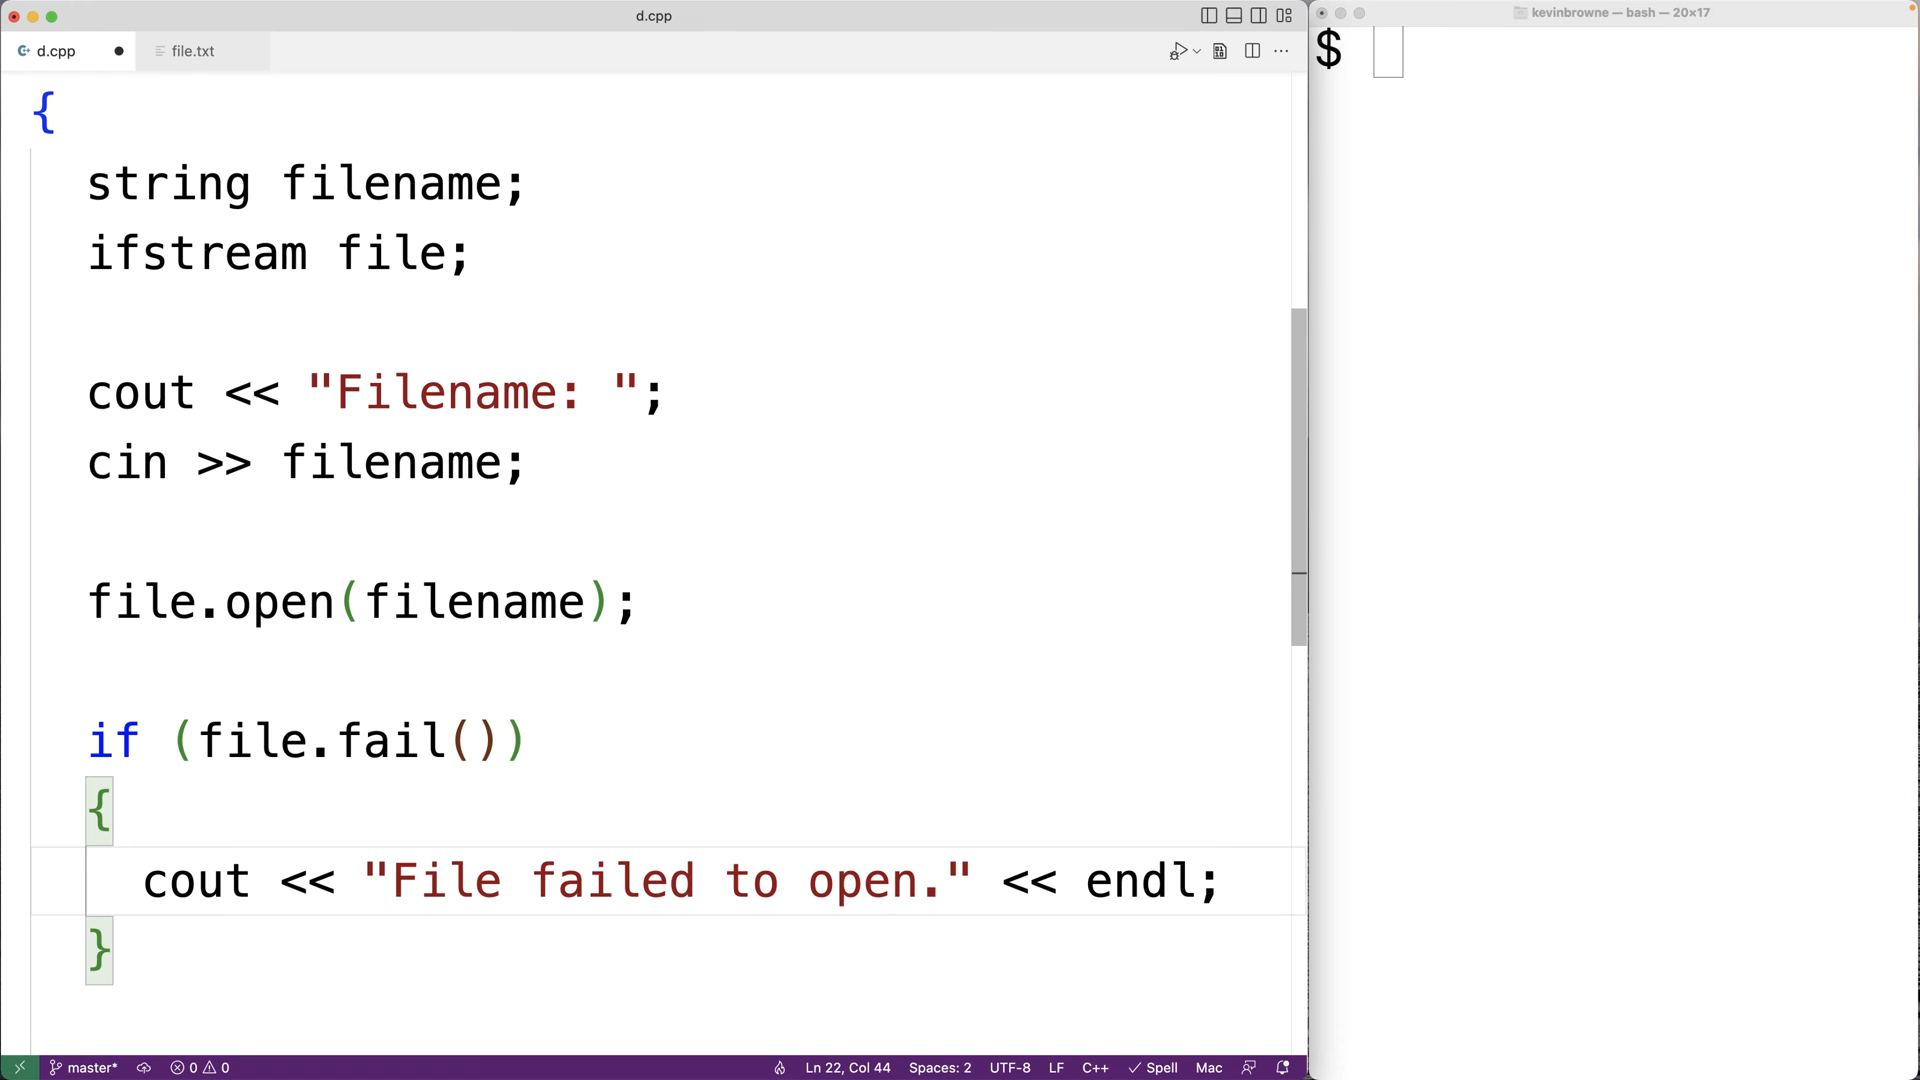 d.cpp
d.cpp
file.txt
{
string filename;
ifstream file;
cout << "Filename: ";
cin >> filename;
file.open(filename);
if (file.fail())
{
cout << "File failed to open." << endl;
}
master* 0 0 Ln 22, Col 44 Spaces: 2 UTF-8 LF C++ Spell Mac
kevinbrowne — bash — 20×17
$